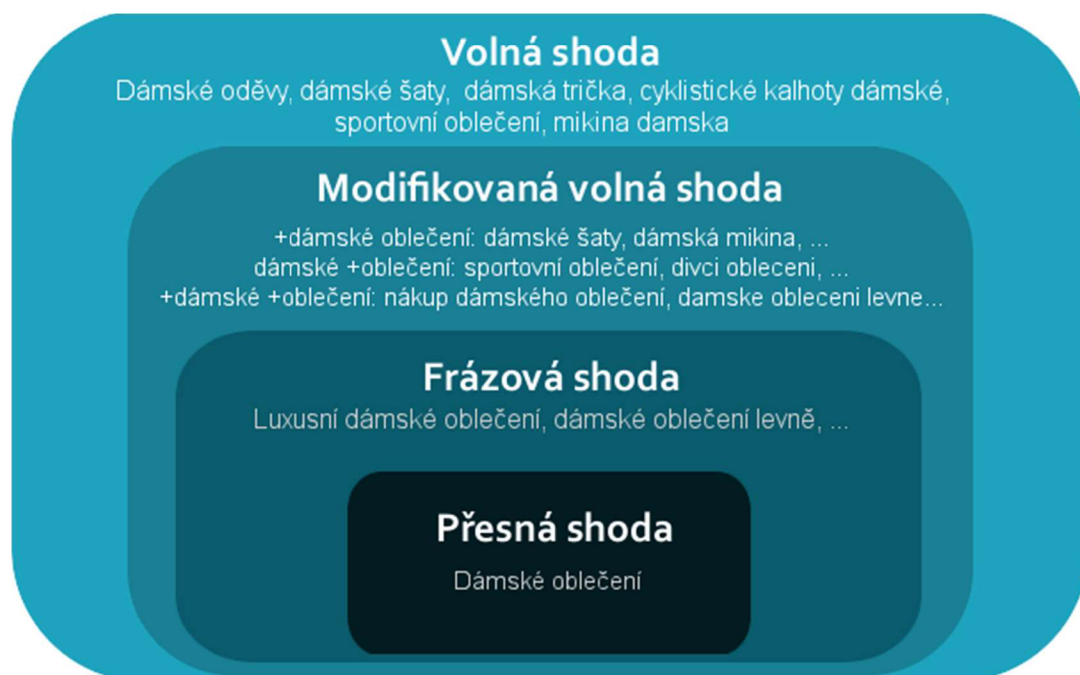 Volná shoda
Dámské oděvy, dámské šaty, dámská trička, cyklistické kalhoty dámské,
sportovní oblečení, mikina damska
Modifikovaná volná shoda
+dámské oblečení: dámské šaty, dámská mikina, ...
dámské +oblečení: sportovní oblečení, divci obleceni, ...
+dámské +oblečení: nákup dámského oblečení, damske obleceni levne...
Frázová shoda
Luxusní dámské oblečení, dámské oblečení levně, ...
Přesná shoda
Dámské oblečení